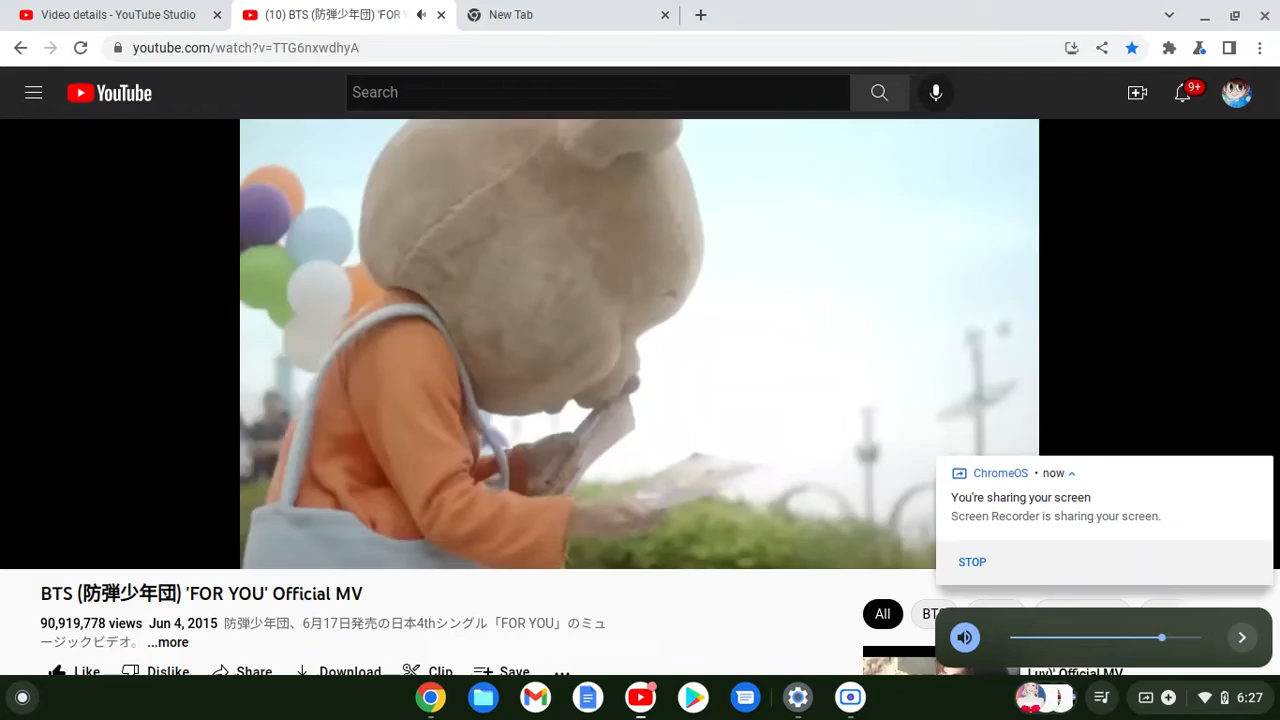 Video details - YouTube Studio
(10) BTS (防弾少年団) 'FOR Y
New Tab
youtube.com/watch?v=TTG6nxwdhyA
YouTube
Search
9+
ChromeOS • now
You're sharing your screen
Screen Recorder is sharing your screen.
STOP
BTS (防弾少年団) 'FOR YOU' Official MV
90,919,778 views Jun 4, 2015 防弾少年団、6月17日発売の日本4thシングル「FOR YOU」のミュ
ージックビデオ。 ...more
All
BTS
Like
Dislike
Share
Download
Clip
Save
Luv)' Official MV
6:27